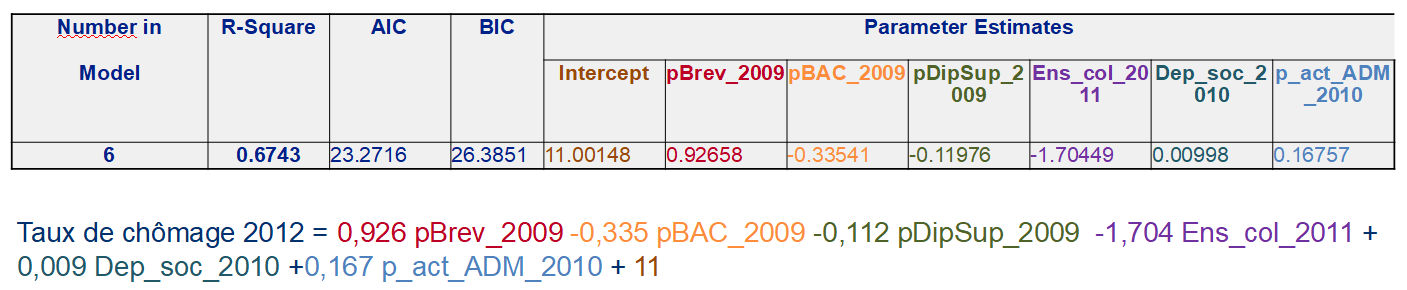 Number in Model R-Square AIC BIC Parameter Estimates
Intercept pBrev_2009 pBAC_2009 pDipSup_2009 Ens_col_2011 Dep_soc_2010 p_act_ADM_2010
6 0.6743 23.2716 26.3851 11.00148 0.92658 -0.33541 -0.11976 -1.70449 0.00998 0.16757
Taux de chômage 2012 = 0,926 pBrev_2009 -0,335 pBAC_2009 -0,112 pDipSup_2009 -1,704 Ens_col_2011 +
0,009 Dep_soc_2010 +0,167 p_act_ADM_2010 + 11